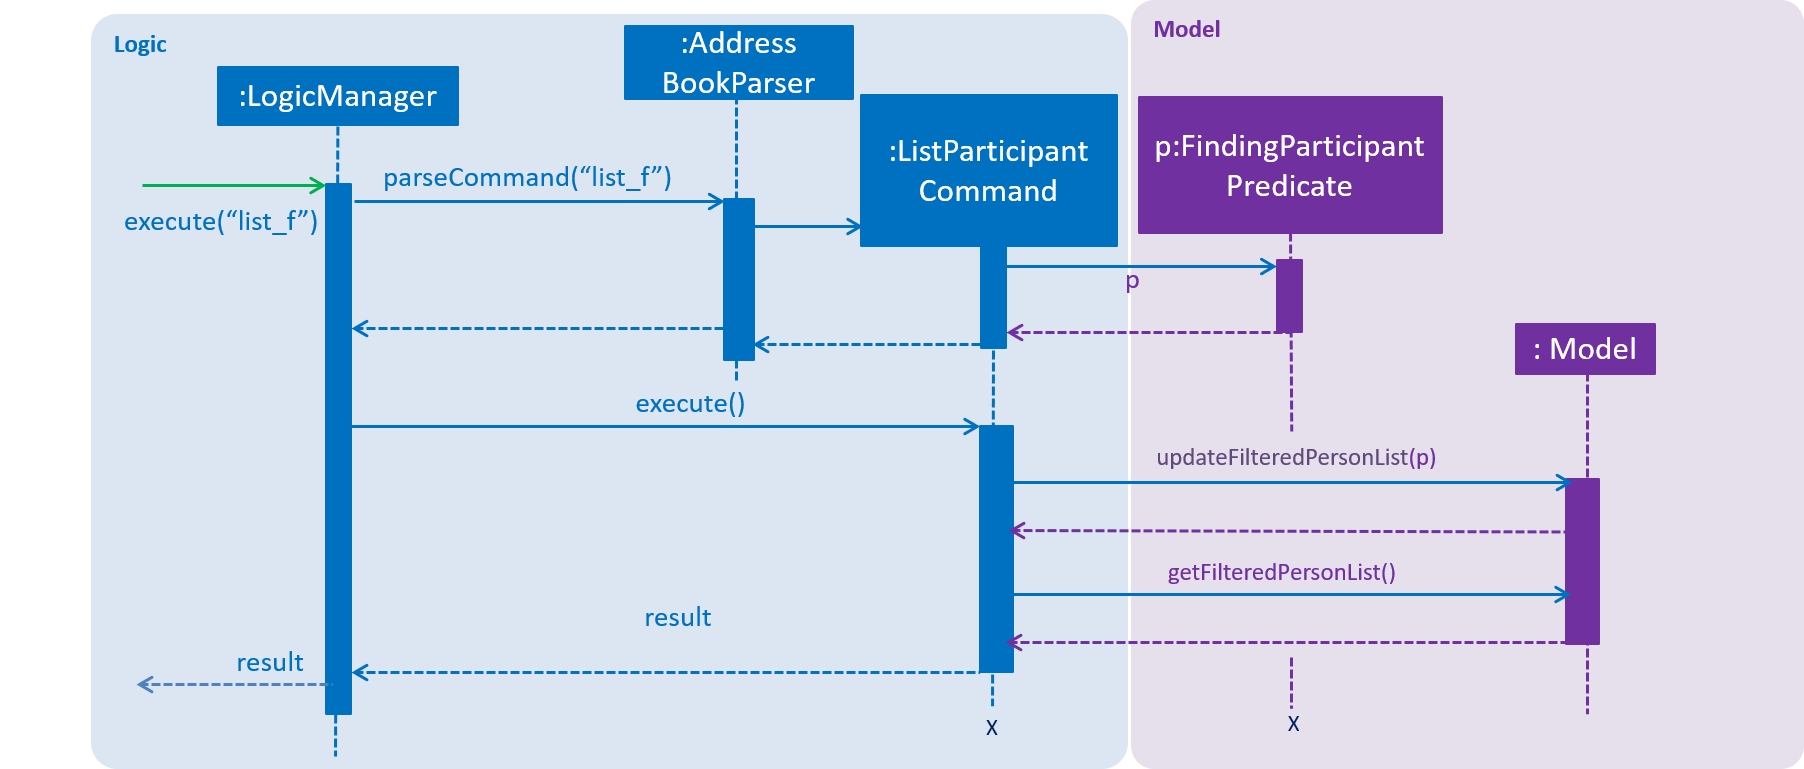 Logic
Model
:Address
BookParser
:LogicManager
:ListParticipant
Command
p:FindingParticipant
Predicate
parseCommand(“list_f”)
execute(“list_f”)
p
: Model
execute()
updateFilteredPersonList(p)
getFilteredPersonList()
result
result
X
X